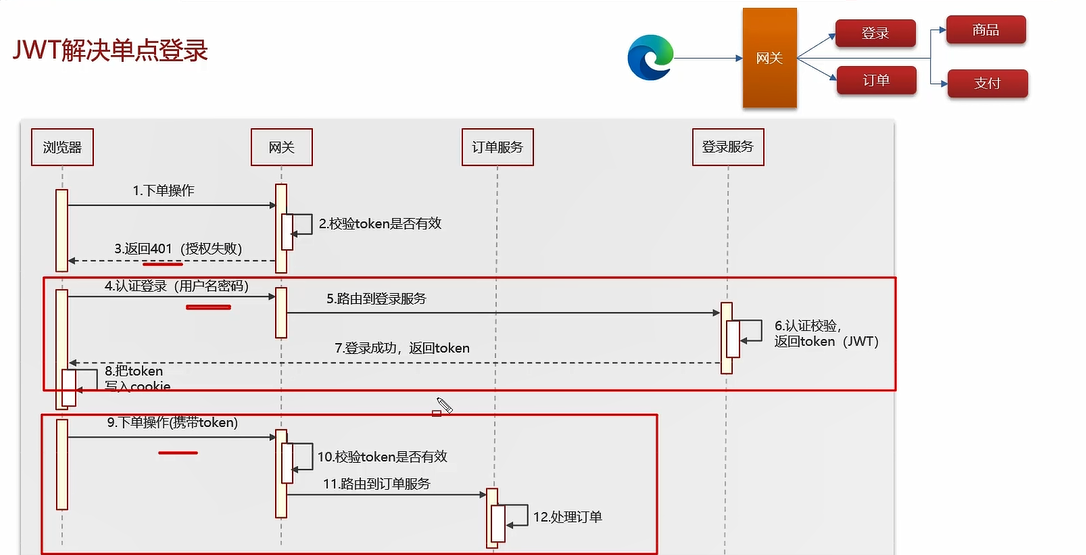 JWT解决单点登录
网关
登录
订单
商品
支付
浏览器
网关
订单服务
登录服务
1.下单操作
2.校验token是否有效
3.返回401（授权失败）
4.认证登录（用户名密码）
5.路由到登录服务
6.认证校验，
返回token（JWT）
7.登录成功，返回token
8.把token
写入cookie
9.下单操作(携带token)
10.校验token是否有效
11.路由到订单服务
12.处理订单